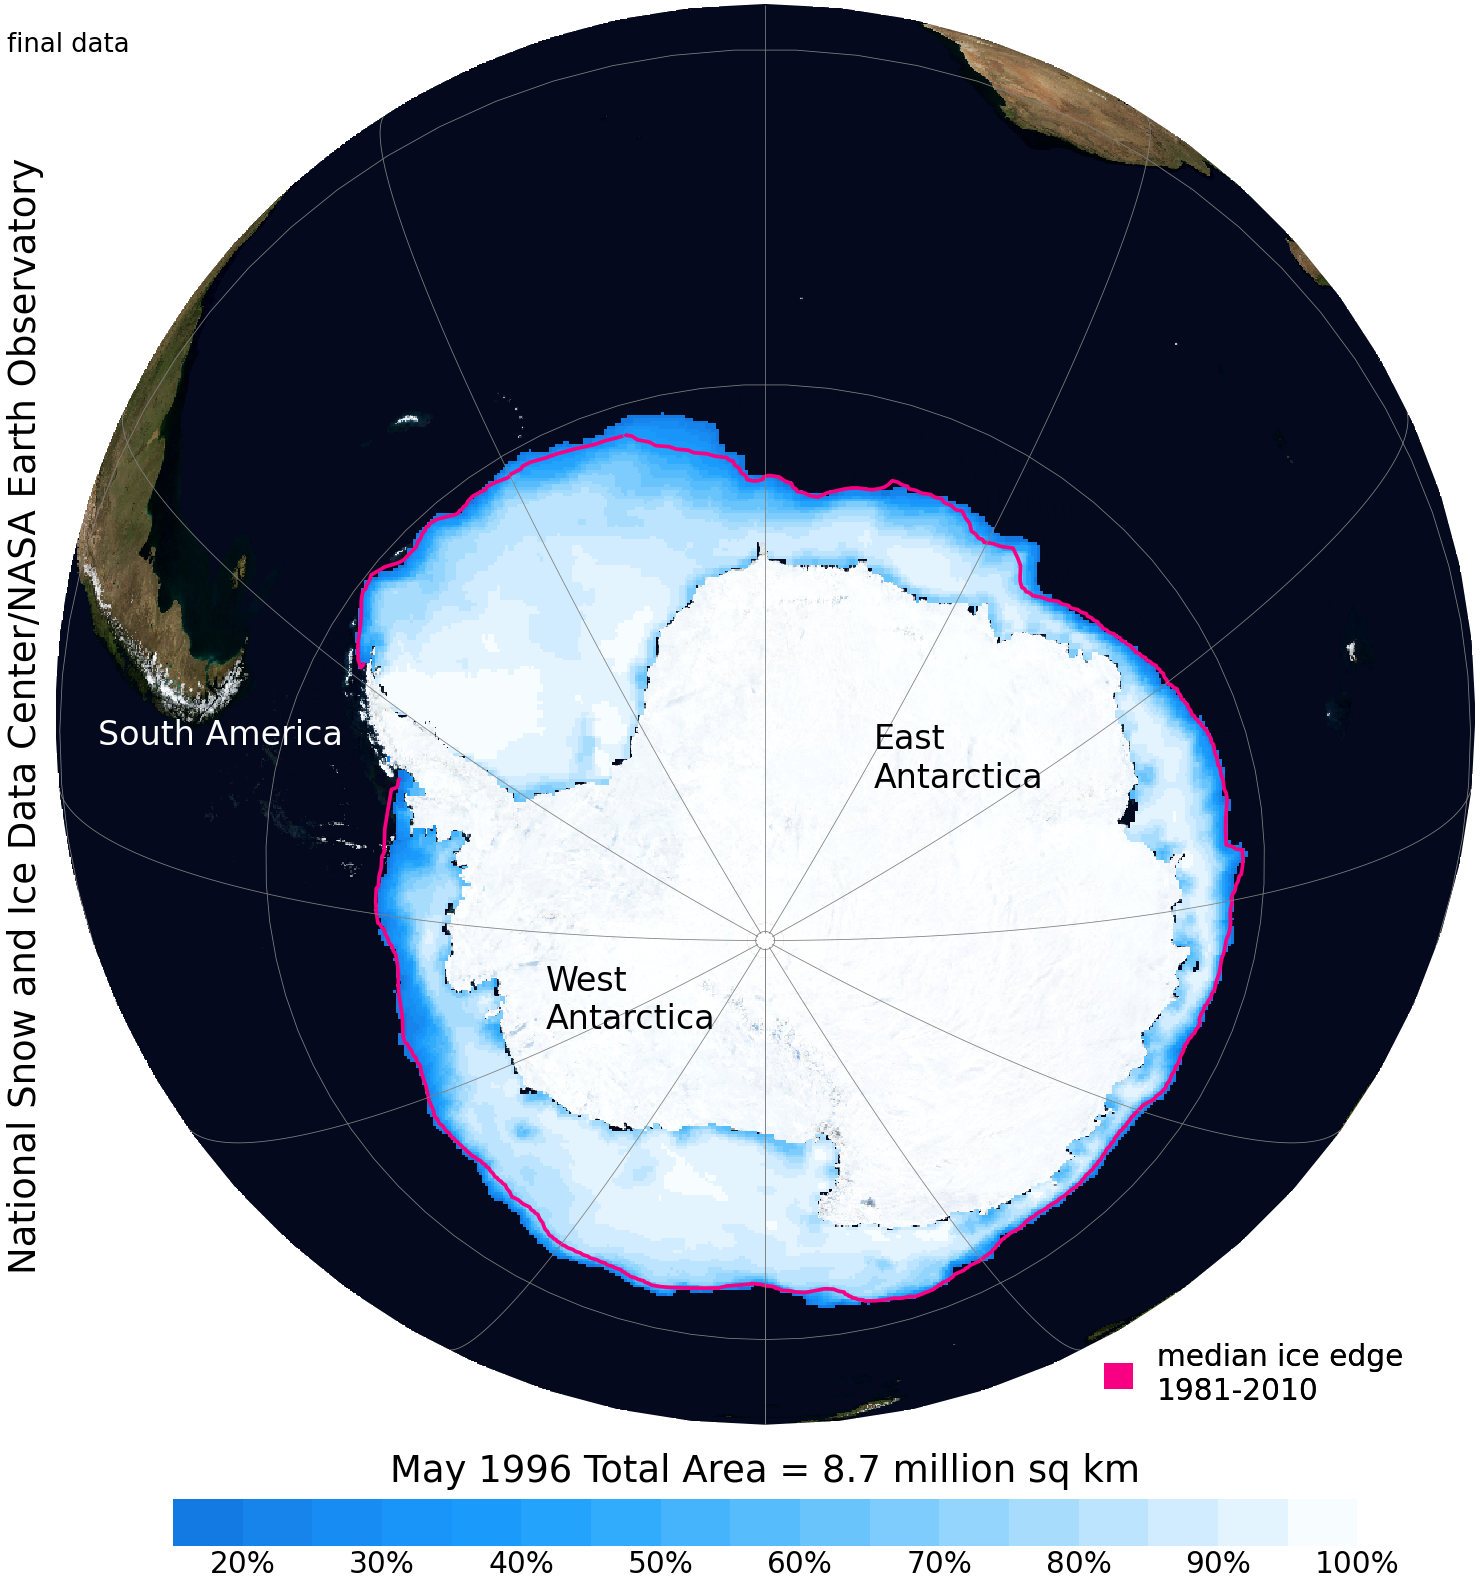 final data
National Snow and Ice Data Center/NASA Earth Observatory
South America
East
Antarctica
West
Antarctica
median ice edge
1981-2010
May 1996 Total Area = 8.7 million sq km
20% 30% 40% 50% 60% 70% 80% 90% 100%